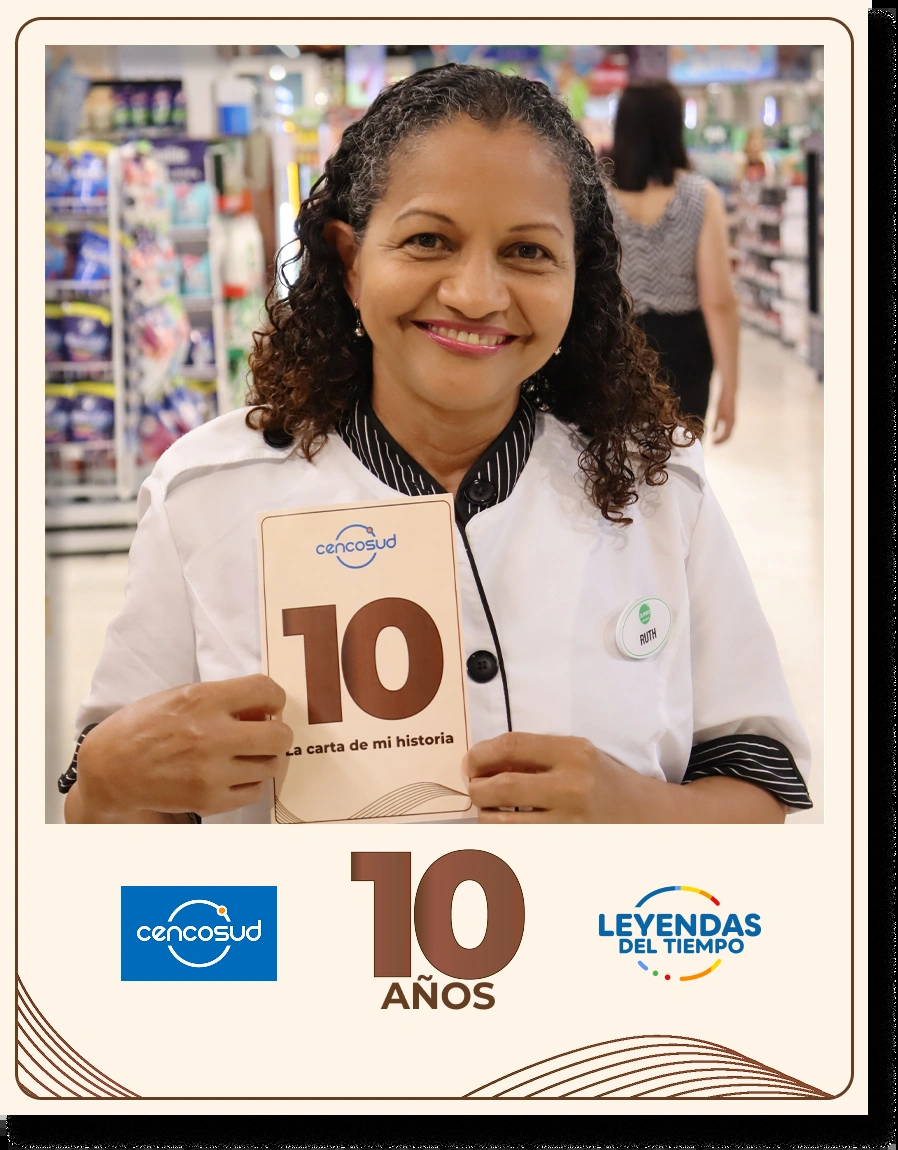 cencosud
10
La carta de mi historia
RUTH
cencosud
10
AÑOS
LEYENDAS
DEL TIEMPO